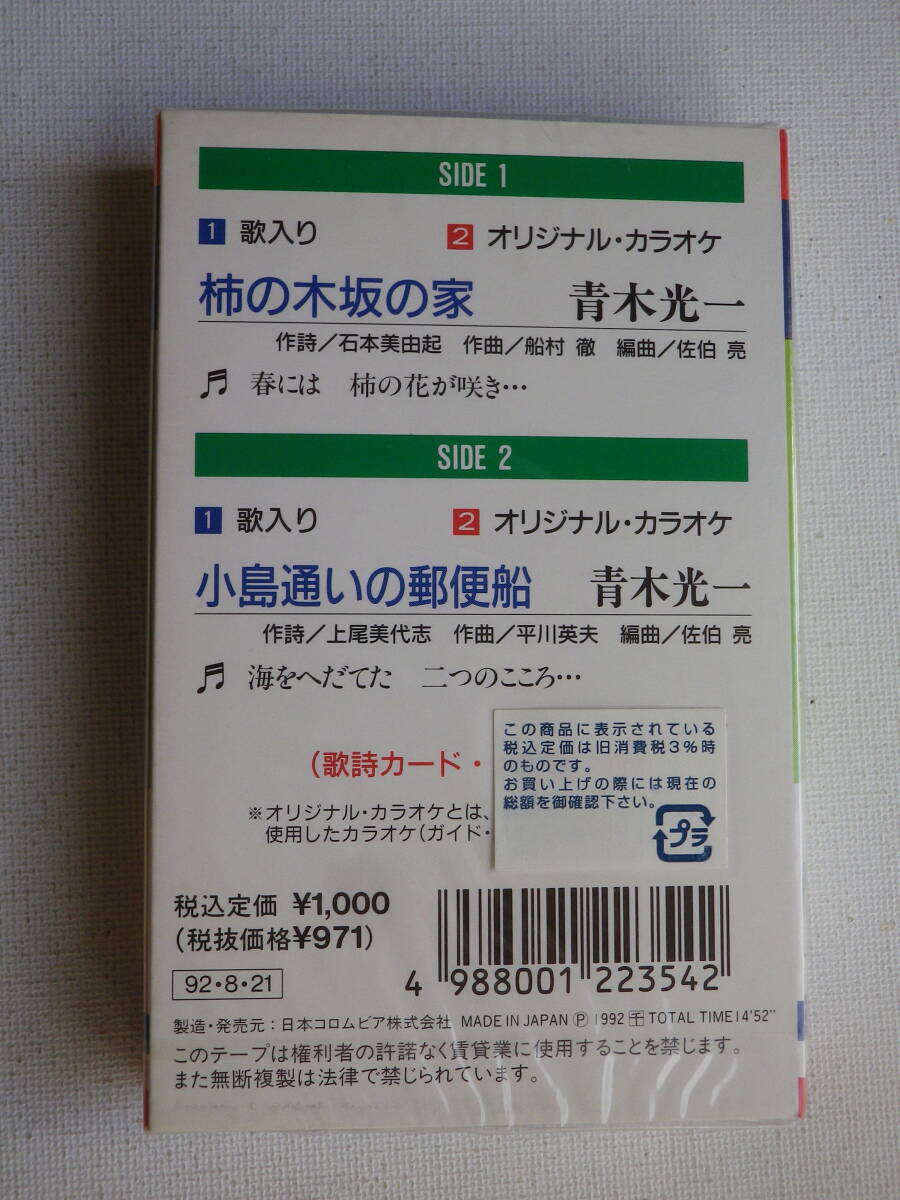 SIDE 1
1 歌入り 2 オリジナル・カラオケ
柿の木坂の家 青木光一
作詩／石本美由起 作曲／船村 徹 編曲／佐伯 亮
春には 柿の花が咲き…
SIDE 2
1 歌入り 2 オリジナル・カラオケ
小島通いの郵便船 青木光一
作詩／上尾美代志 作曲／平川英夫 編曲／佐伯 亮
海をへだてた 二つのこころ…
（歌詩カード・
※オリジナル・カラオケとは、
使用したカラオケ（ガイド・
この商品に表示されている
税込定価は旧消費税3%時
のものです。
お買い上げの際には現在の
総額を御確認下さい。
プラ
税込定価 ¥1,000
（税抜価格¥971）
92・8・21
4 988001 223542
製造・発売元：日本コロムビア株式会社 MADE IN JAPAN Ⓟ 1992 TOTAL TIME 14'52"
このテープは権利者の許諾なく賃貸業に使用することを禁じます。
また無断複製は法律で禁じられています。